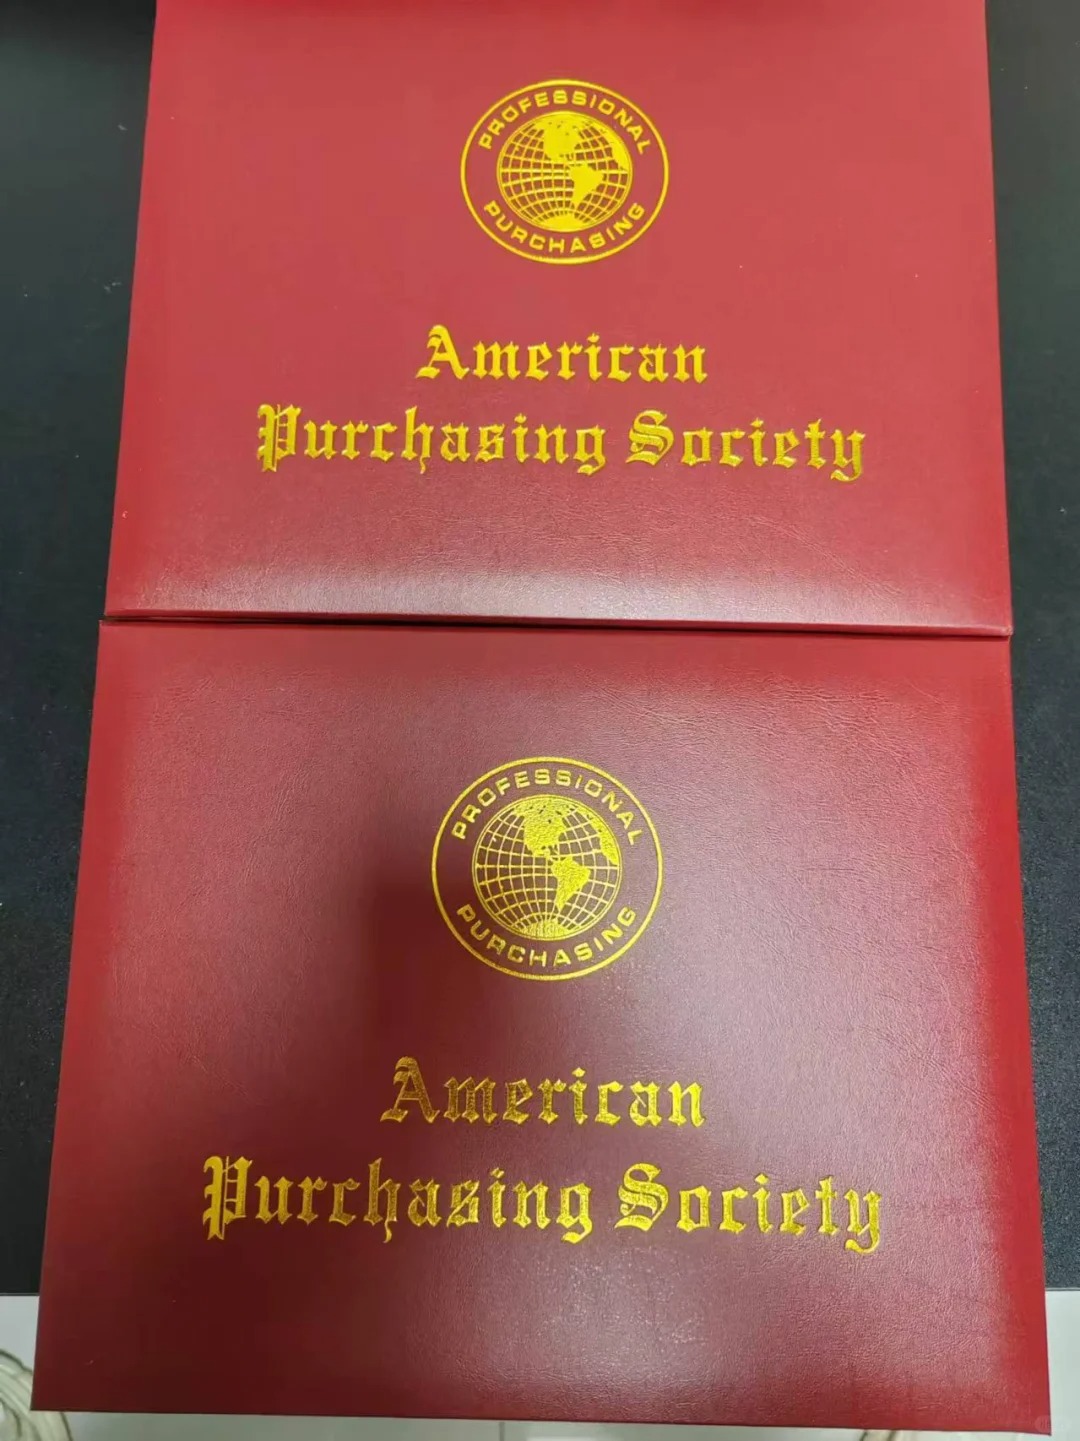 PROFESSIONAL
PURCHASING
American
Purchasing Society
PROFESSIONAL
PURCHASING
American
Purchasing Society